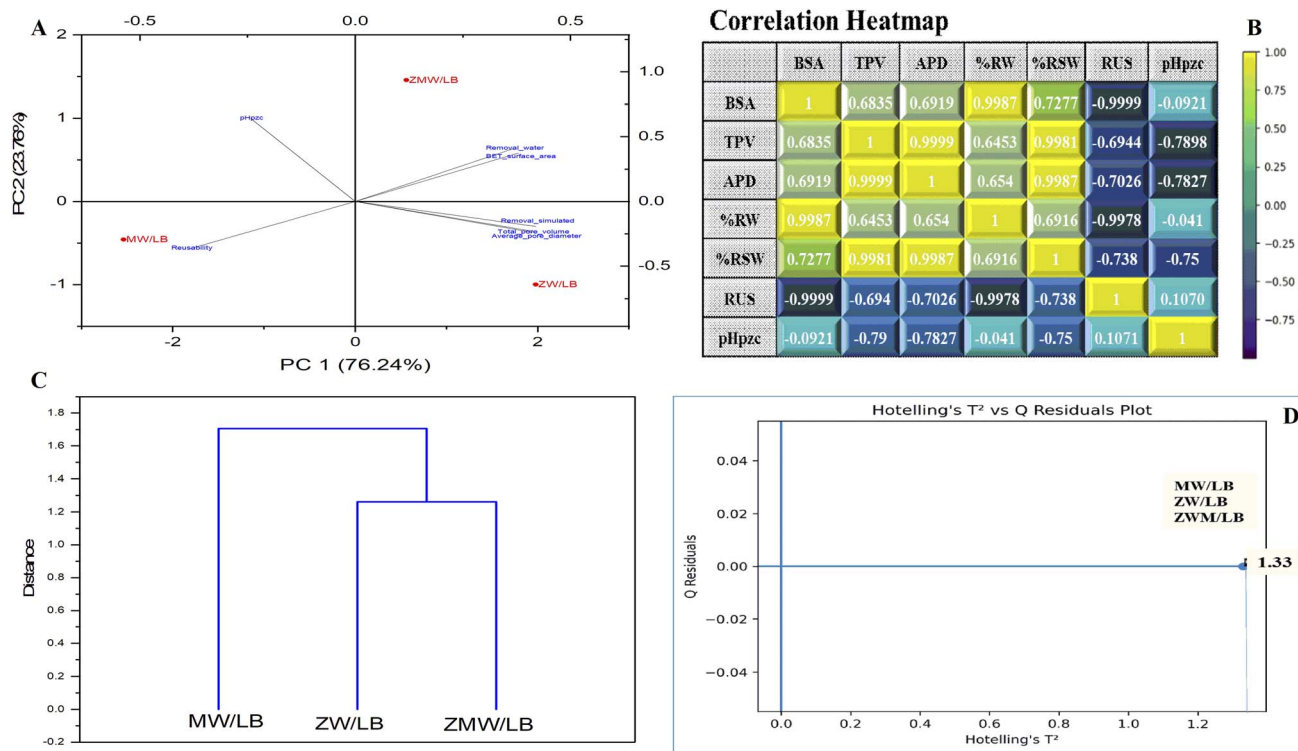 A
-0.5 0.0 0.5
2
1
0
-1
1.0
0.5
0.0
-0.5
PC2 (23.76%)
ZMW/LB
pHpzc
Removal_water
BET_surface_area
Removal_simulated
Total_pore_volume
Average_pore_diameter
MW/LB
Reusability
ZW/LB
-2 0 2
PC 1 (76.24%)
Correlation Heatmap
B
BSA TPV APD %RW %RSW RUS pHpzc
BSA 1 0.6835 0.6919 0.9987 0.7277 -0.9999 -0.0921
TPV 0.6835 1 0.9999 0.6453 0.9981 -0.6944 -0.7898
APD 0.6919 0.9999 1 0.654 0.9987 -0.7026 -0.7827
%RW 0.9987 0.6453 0.654 1 0.6916 -0.9978 -0.041
%RSW 0.7277 0.9981 0.9987 0.6916 1 -0.738 -0.75
RUS -0.9999 -0.694 -0.7026 -0.9978 -0.738 1 0.1070
pHpzc -0.0921 -0.79 -0.7827 -0.041 -0.75 0.1071 1
1.00
0.75
0.50
0.25
0.00
-0.25
-0.50
-0.75
C
Distance
1.8
1.6
1.4
1.2
1.0
0.8
0.6
0.4
0.2
0.0
-0.2
MW/LB ZW/LB ZMW/LB
Hotelling's T² vs Q Residuals Plot
D
Q Residuals
0.04
0.02
0.00
−0.02
−0.04
MW/LB
ZW/LB
ZWM/LB
1.33
0.0 0.2 0.4 0.6 0.8 1.0 1.2
Hotelling's T²